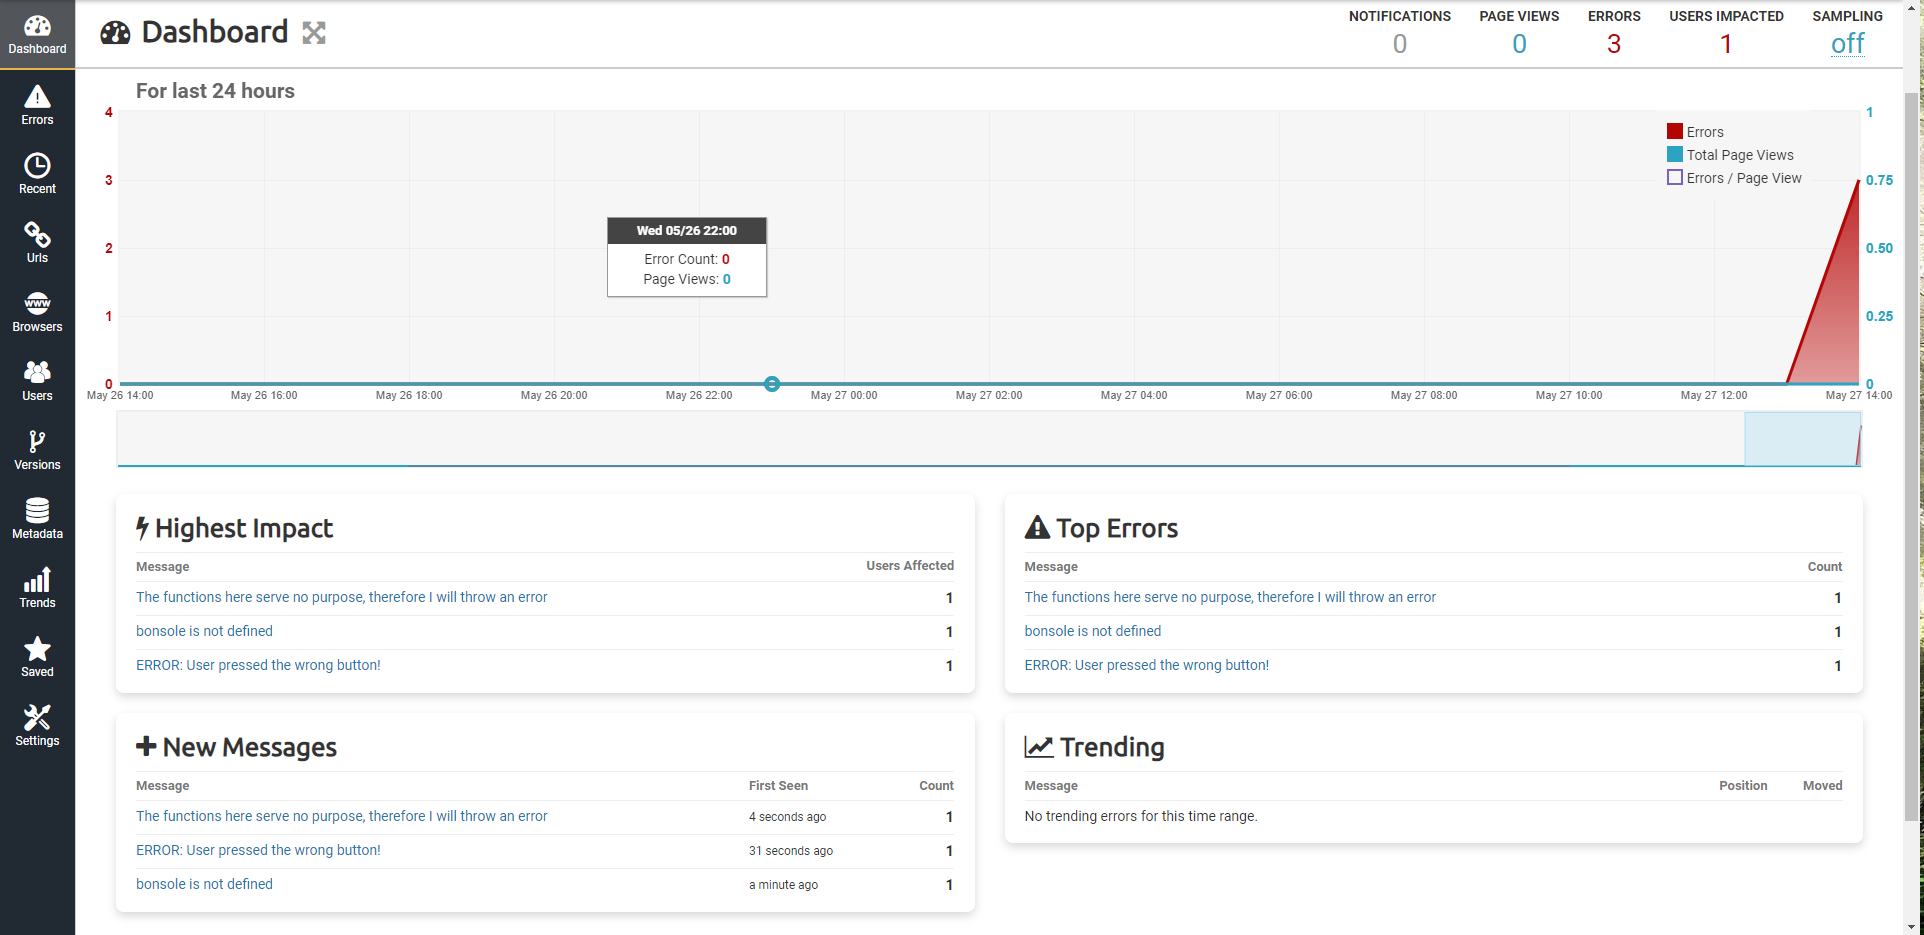 Dashboard
Errors
Recent
Urls
WWW
Browsers
Users
Versions
Metadata
Trends
Saved
Settings
Dashboard
NOTIFICATIONS PAGE VIEWS ERRORS USERS IMPACTED SAMPLING
0 0 3 1 off
For last 24 hours
4 1
Errors
Total Page Views
Errors / Page View
3 0.75
Wed 05/26 22:00
2 0.50
Error Count: 0
Page Views: 0
1 0.25
0 0
May 26 14:00 May 26 16:00 May 26 18:00 May 26 20:00 May 26 22:00 May 27 00:00 May 27 02:00 May 27 04:00 May 27 06:00 May 27 08:00 May 27 10:00 May 27 12:00 May 27 14:00
Highest Impact
Message Users Affected
The functions here serve no purpose, therefore I will throw an error 1
bonsole is not defined 1
ERROR: User pressed the wrong button! 1
Top Errors
Message Count
The functions here serve no purpose, therefore I will throw an error 1
bonsole is not defined 1
ERROR: User pressed the wrong button! 1
New Messages
Message First Seen Count
The functions here serve no purpose, therefore I will throw an error 4 seconds ago 1
ERROR: User pressed the wrong button! 31 seconds ago 1
bonsole is not defined a minute ago 1
Trending
Message Position Moved
No trending errors for this time range.